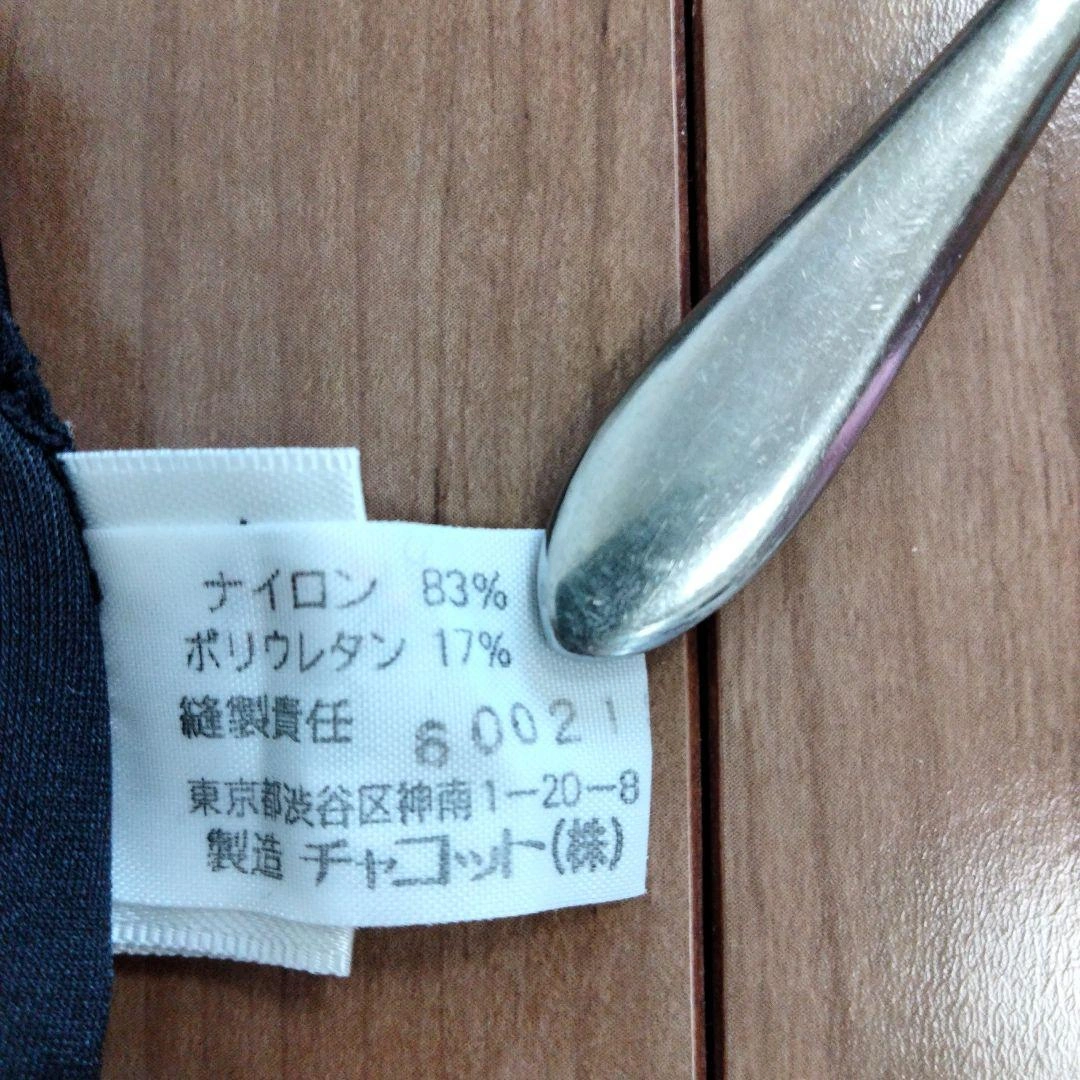 ナイロン 83%
ポリウレタン 17%
縫製責任 60021
東京都渋谷区神南1-20-8
製造 チャコット(株)